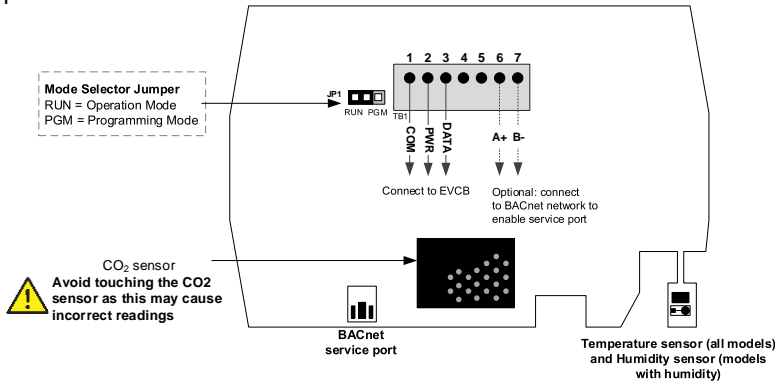 1 2 3 4 5 6 7
Mode Selector Jumper
RUN = Operation Mode
PGM = Programming Mode
JP1
RUN PGM
TB1
COM
PWR
DATA
A+ B-
Connect to EVCB
Optional: connect
to BACnet network to
enable service port
CO2 sensor
Avoid touching the CO2
sensor as this may cause
incorrect readings
BACnet
service port
Temperature sensor (all models)
and Humidity sensor (models
with humidity)